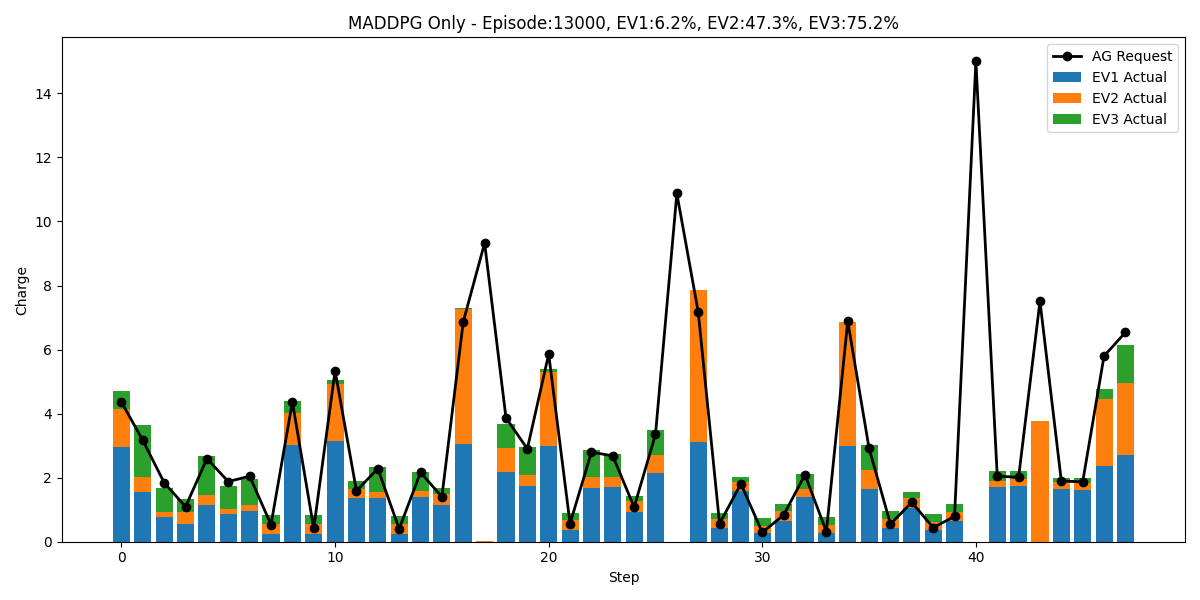 MADDPG Only - Episode:13000, EV1:6.2%, EV2:47.3%, EV3:75.2%
AG Request
EV1 Actual
EV2 Actual
EV3 Actual
Charge
14
12
10
8
6
4
2
0
0 10 20 30 40
Step